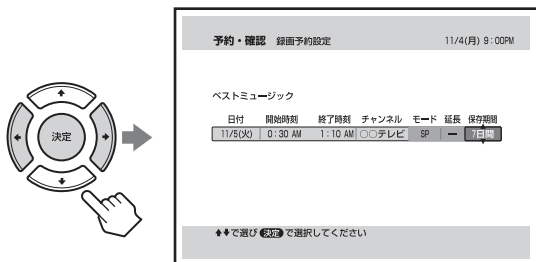 予約・確認 録画予約設定 11/4(月) 9:00PM
ベストミュージック
日付 開始時刻 終了時刻 チャンネル モード 延長 保存期間
11/5(火) 0:30 AM 1:10 AM ○○テレビ SP ー 7日間
決定
↑↓で選び 決定 で選択してください